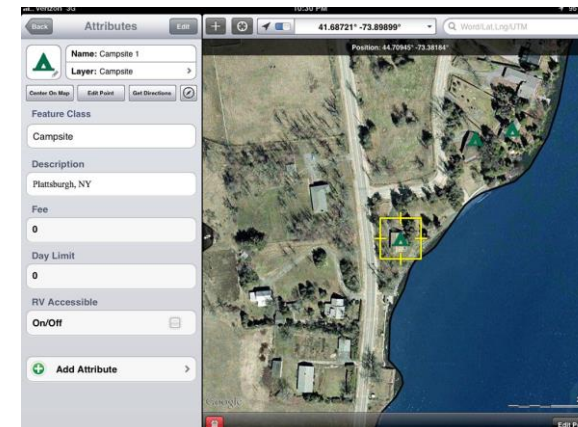 Verizon 3G
10:30 PM
98
Back
Attributes
Edit
41.68721° -73.89899°
Word/Lat,Lng/UTM
Position: 44.70945° -73.38184°
Name: Campsite 1
Layer: Campsite
Center On Map
Edit Point
Get Directions
Feature Class
Campsite
Description
Plattsburgh, NY
Fee
0
Day Limit
0
RV Accessible
On/Off
Add Attribute
Google
Edit